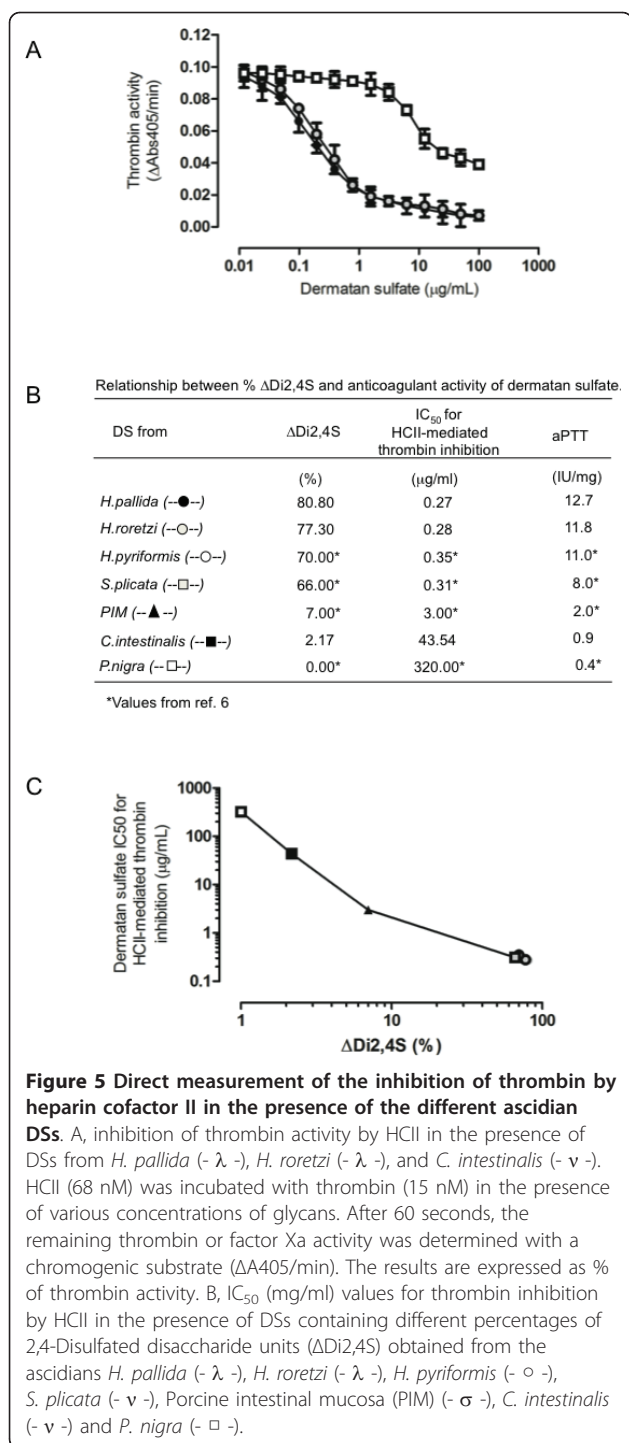 A
Thrombin activity
(ΔAbs405/min)
0.12
0.10
0.08
0.06
0.04
0.02
0.00
0.01
0.1
1
10
100
1000
Dermatan sulfate (μg/mL)
B
Relationship between % ΔDi2,4S and anticoagulant activity of dermatan sulfate.
DS from ΔDi2,4S IC50 for HCII-mediated thrombin inhibition aPTT
(%) (μg/ml) (IU/mg)
H.pallida (--●--) 80.80 0.27 12.7
H.roretzi (--○--) 77.30 0.28 11.8
H.pyriformis (--○--) 70.00* 0.35* 11.0*
S.plicata (--□--) 66.00* 0.31* 8.0*
PIM (--▲--) 7.00* 3.00* 2.0*
C.intestinalis (--■--) 2.17 43.54 0.9
P.nigra (--□--) 0.00* 320.00* 0.4*
*Values from ref. 6
C
Dermatan sulfate IC50 for
HCII-mediated thrombin
inhibition (μg/mL)
1000
100
10
1
0.1
1
10
100
ΔDi2,4S (%)
Figure 5 Direct measurement of the inhibition of thrombin by
heparin cofactor II in the presence of the different ascidian
DSs. A, inhibition of thrombin activity by HCII in the presence of
DSs from H. pallida (- λ -), H. roretzi (- λ -), and C. intestinalis (- ν -).
HCII (68 nM) was incubated with thrombin (15 nM) in the presence
of various concentrations of glycans. After 60 seconds, the
remaining thrombin or factor Xa activity was determined with a
chromogenic substrate (ΔA405/min). The results are expressed as %
of thrombin activity. B, IC50 (mg/ml) values for thrombin inhibition
by HCII in the presence of DSs containing different percentages of
2,4-Disulfated disaccharide units (ΔDi2,4S) obtained from the
ascidians H. pallida (- λ -), H. roretzi (- λ -), H. pyriformis (- ○ -),
S. plicata (- ν -), Porcine intestinal mucosa (PIM) (- σ -), C. intestinalis
(- ν -) and P. nigra (- □ -).